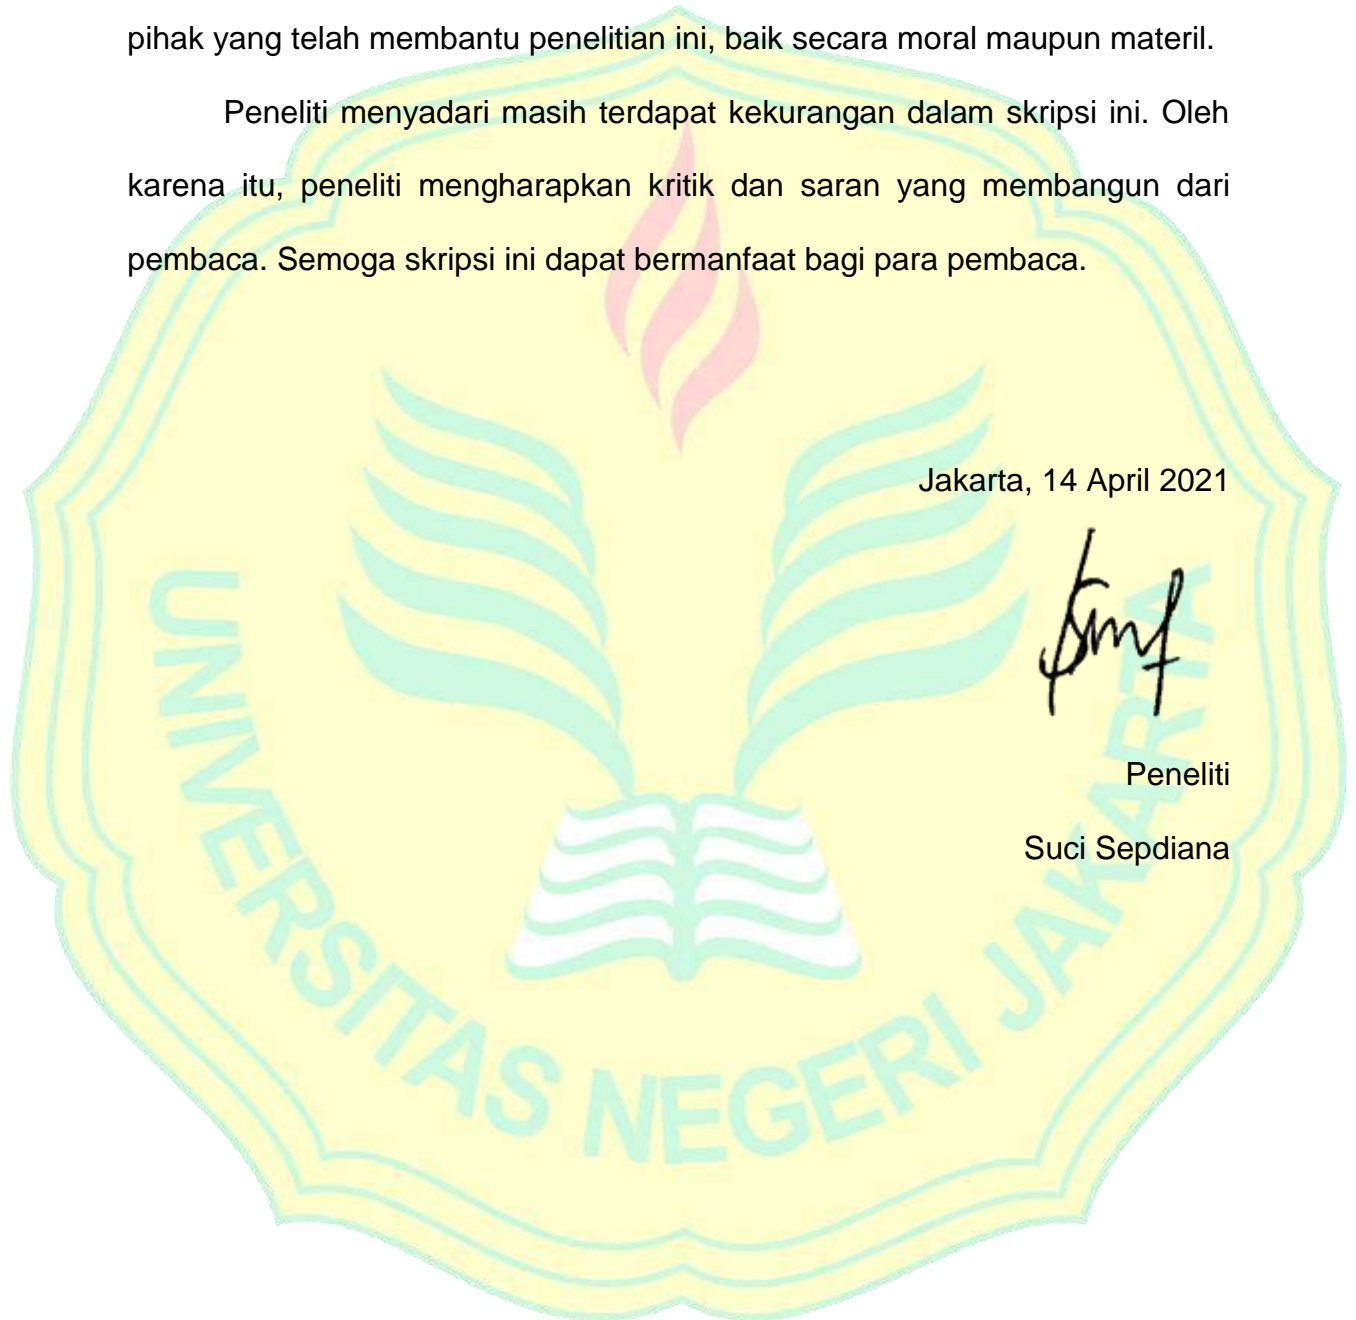 pihak yang telah membantu penelitian ini, baik secara moral maupun materil.
Peneliti menyadari masih terdapat kekurangan dalam skripsi ini. Oleh
karena itu, peneliti mengharapkan kritik dan saran yang membangun dari
pembaca. Semoga skripsi ini dapat bermanfaat bagi para pembaca.
Jakarta, 14 April 2021
Peneliti
Suci Sepdiana
UNIVERSITAS NEGERI JAKARTA